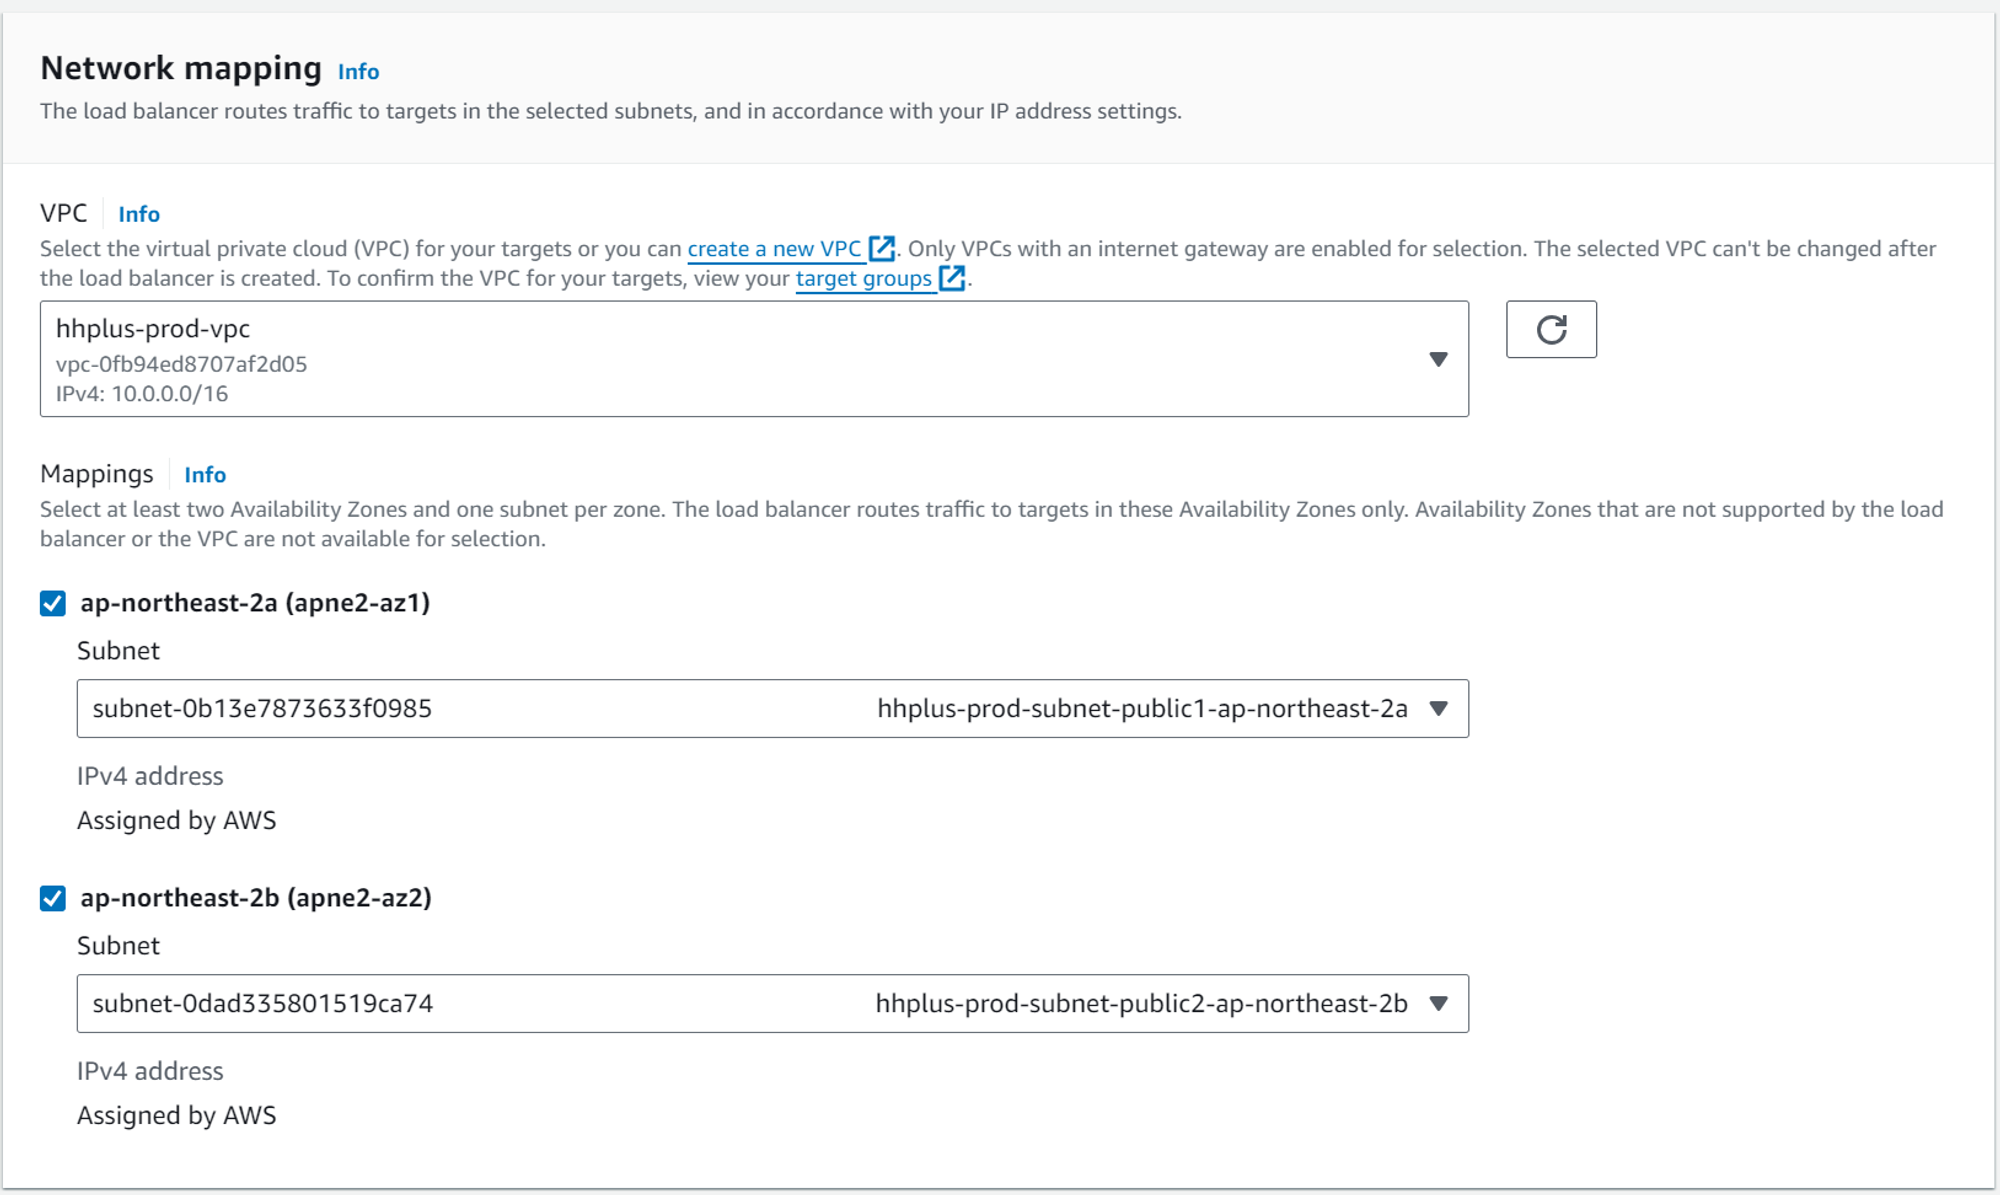 Network mapping Info
The load balancer routes traffic to targets in the selected subnets, and in accordance with your IP address settings.
VPC Info
Select the virtual private cloud (VPC) for your targets or you can create a new VPC. Only VPCs with an internet gateway are enabled for selection. The selected VPC can't be changed after
the load balancer is created. To confirm the VPC for your targets, view your target groups.
hhplus-prod-vpc
vpc-0fb94ed8707af2d05
IPv4: 10.0.0.0/16
Mappings Info
Select at least two Availability Zones and one subnet per zone. The load balancer routes traffic to targets in these Availability Zones only. Availability Zones that are not supported by the load
balancer or the VPC are not available for selection.
ap-northeast-2a (apne2-az1)
Subnet
subnet-0b13e7873633f0985 hhplus-prod-subnet-public1-ap-northeast-2a
IPv4 address
Assigned by AWS
ap-northeast-2b (apne2-az2)
Subnet
subnet-0dad335801519ca74 hhplus-prod-subnet-public2-ap-northeast-2b
IPv4 address
Assigned by AWS